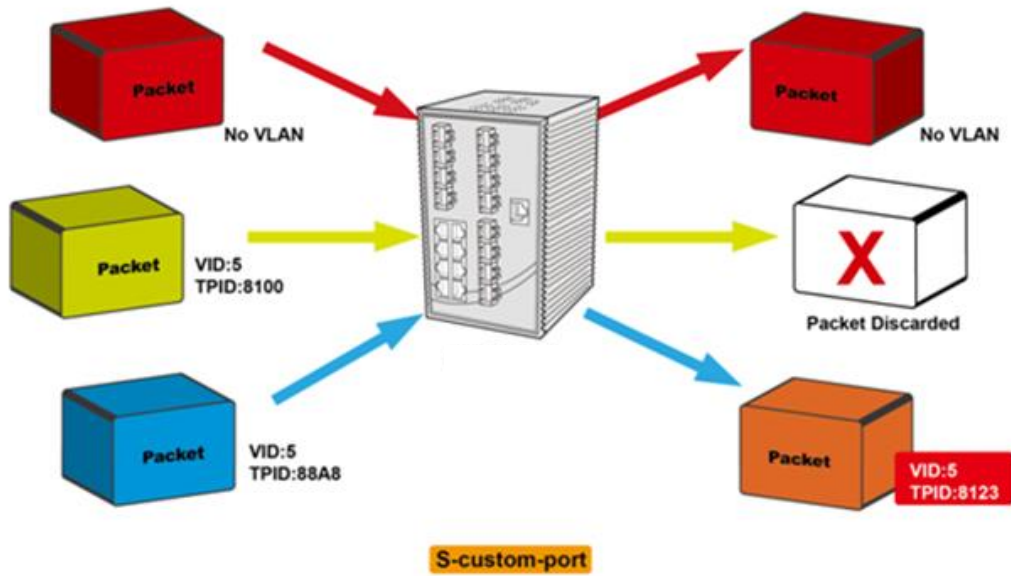 Packet
No VLAN
Packet
No VLAN
Packet
VID:5
TPID:8100
X
Packet Discarded
Packet
VID:5
TPID:88A8
Packet
VID:5
TPID:8123
S-custom-port